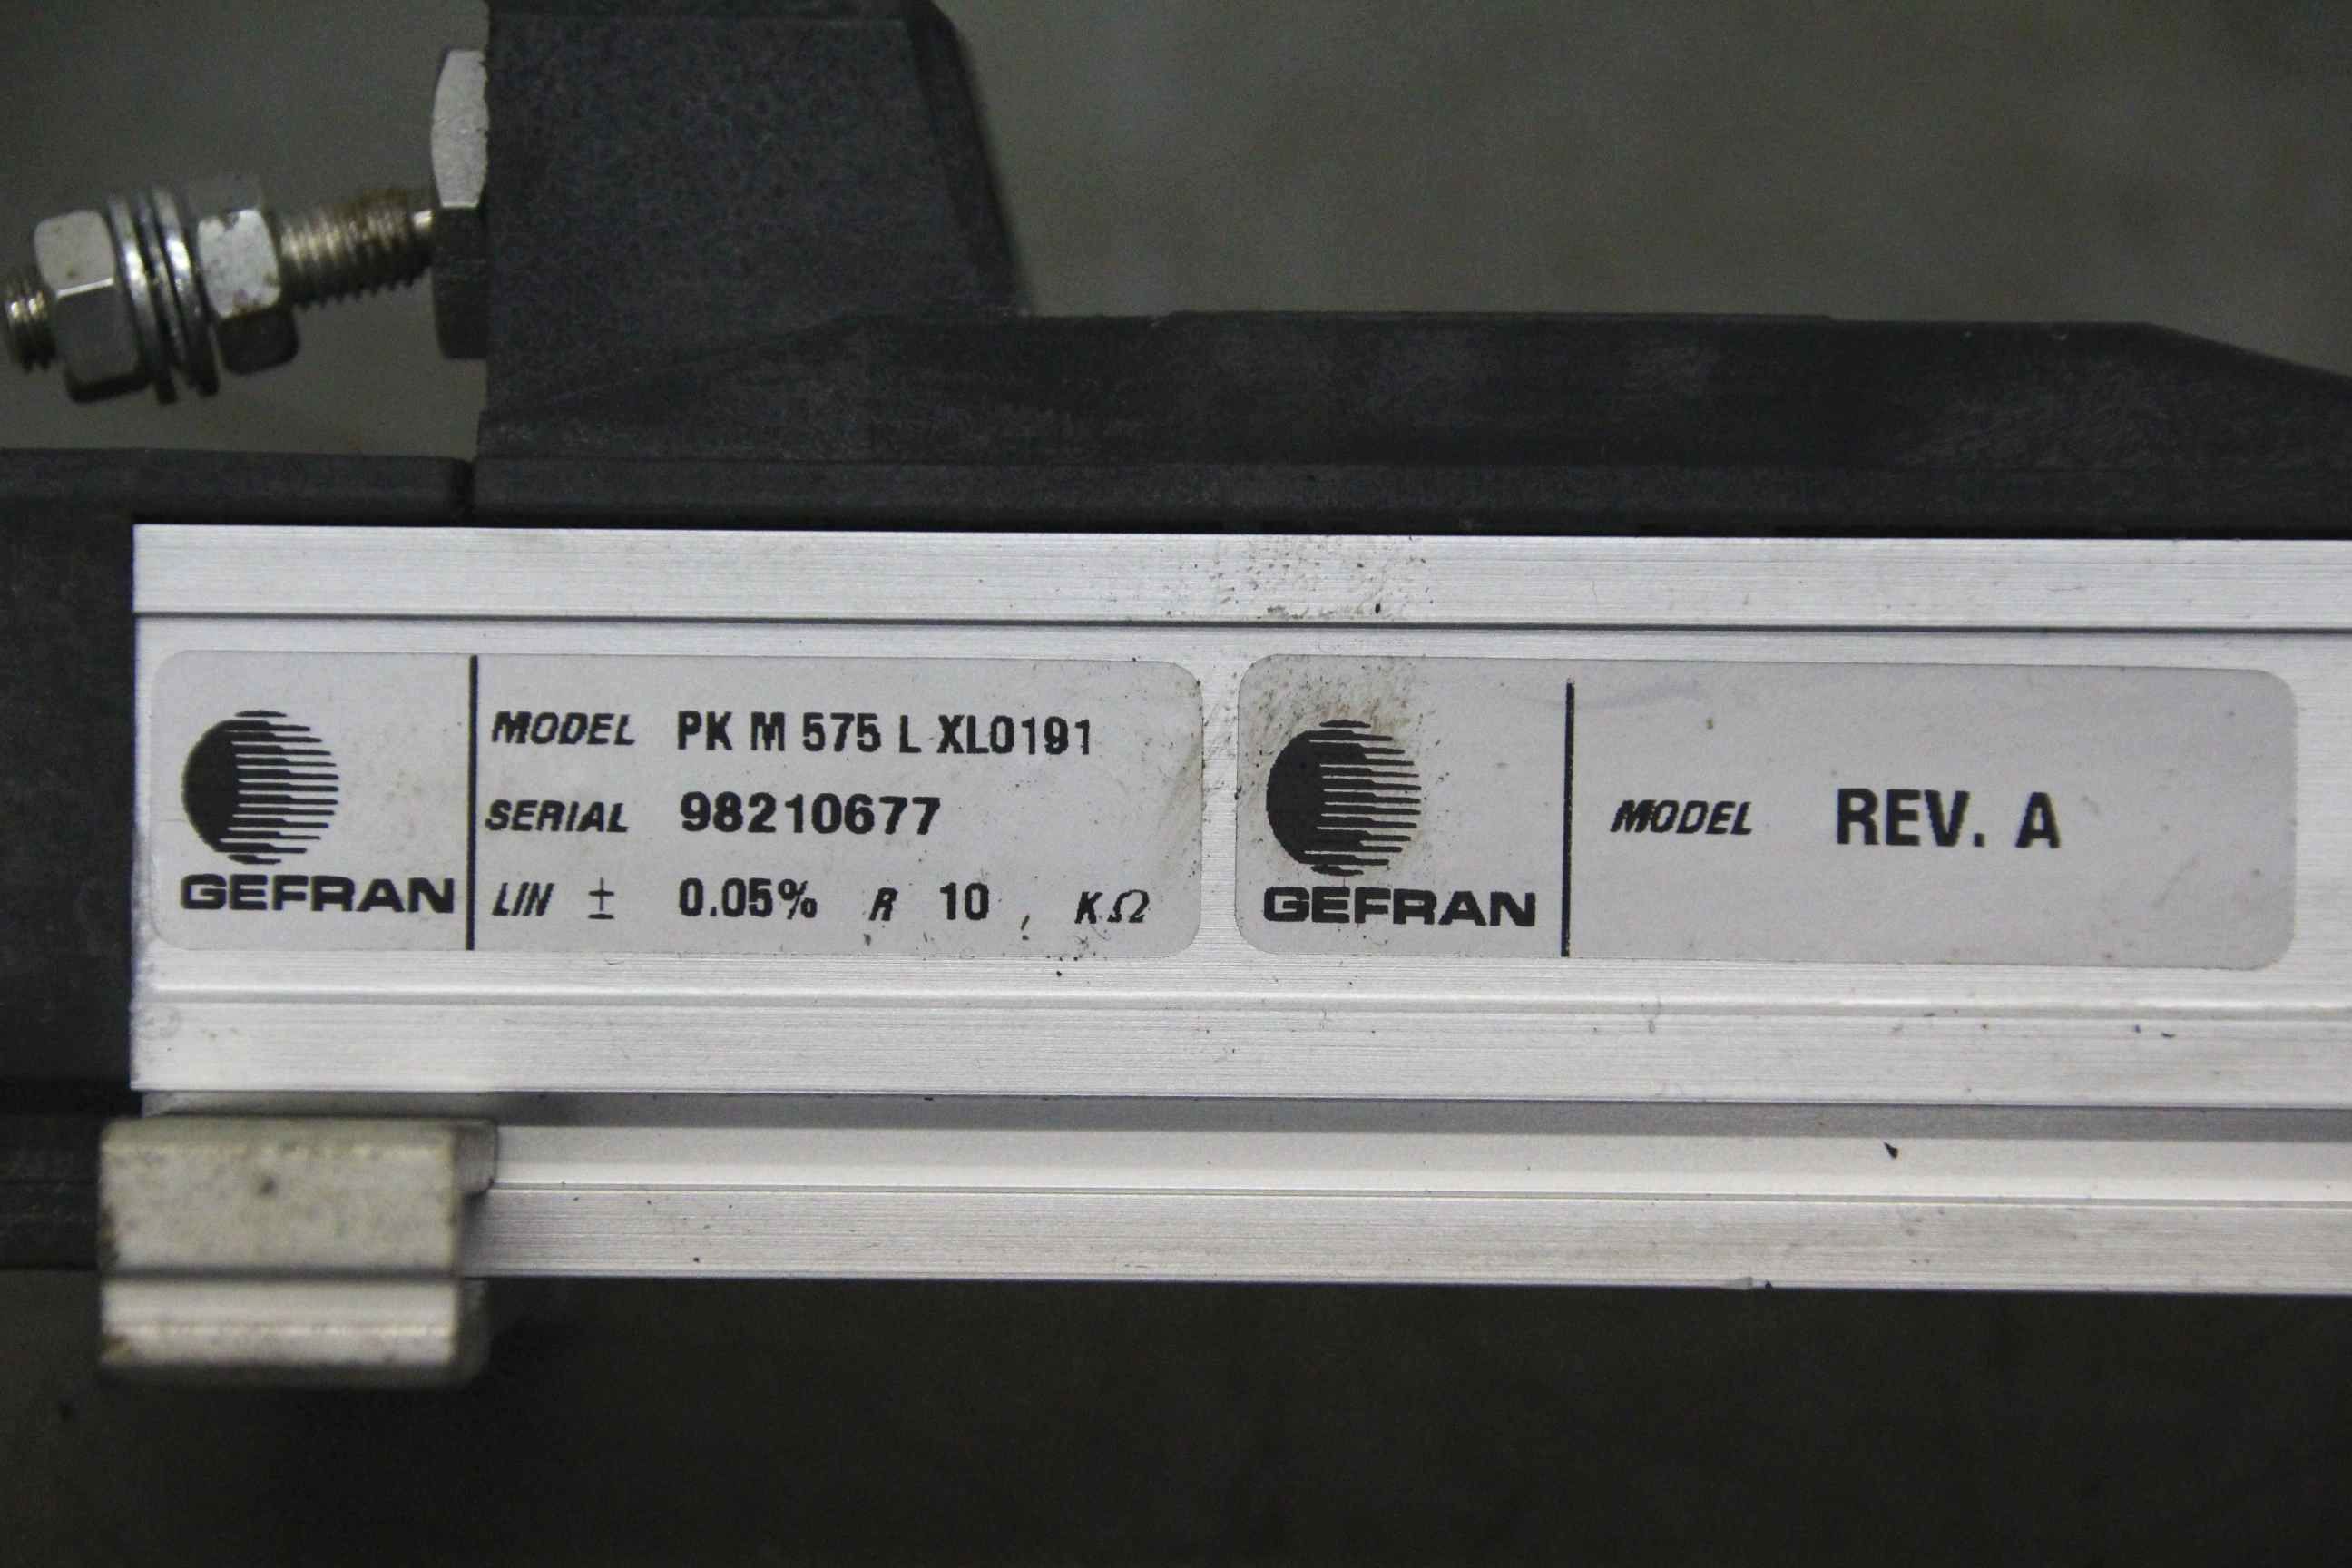 MODEL PK M 575 L XL0191
SERIAL 98210677
LIN ± 0.05% R 10 KΩ
GEFRAN
MODEL REV. A
GEFRAN